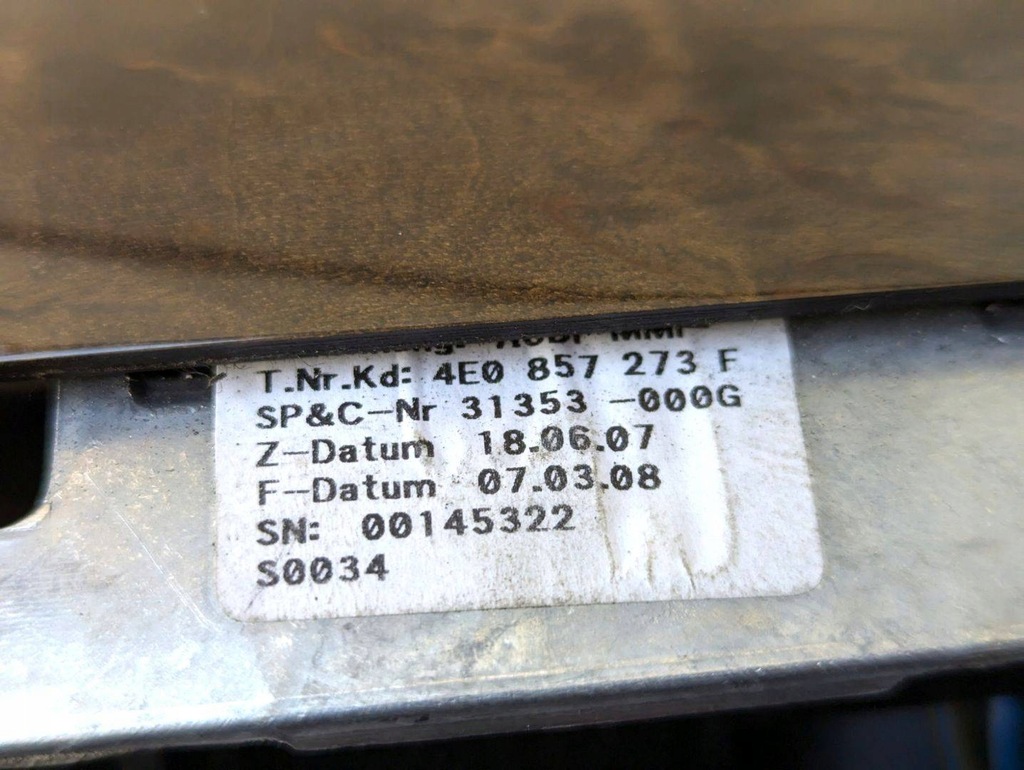 T.Nr.Kd: 4E0 857 273 F
SP&C-Nr 31353 -000G
Z-Datum 18.06.07
F-Datum 07.03.08
SN: 00145322
S0034